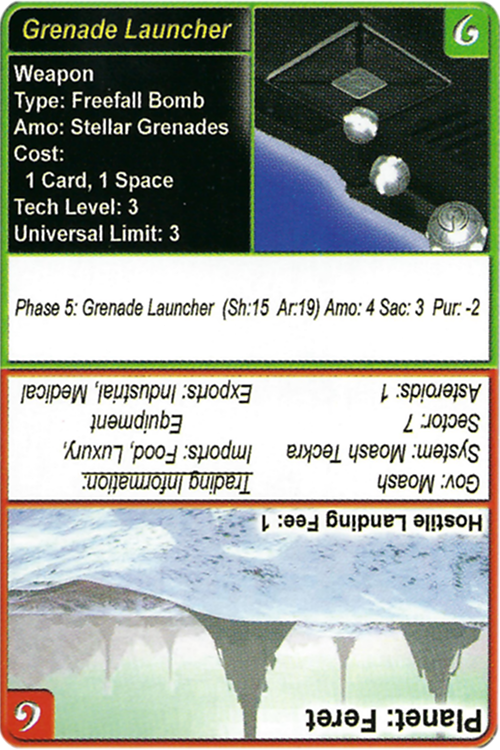 Grenade Launcher
Weapon
Type: Freefall Bomb
Amo: Stellar Grenades
Cost:
1 Card, 1 Space
Tech Level: 3
Universal Limit: 3
Phase 5: Grenade Launcher (Sh:15 Ar:19) Amo: 4 Sac: 3 Pur: -2
Planet: Feret
Hostile Landing Fee: 1
Gov: Moash
System: Moash Teckra
Sector: 7
Asteroids: 1
Trading Information:
Imports: Food, Luxury,
Equipment
Exports: Industrial, Medical